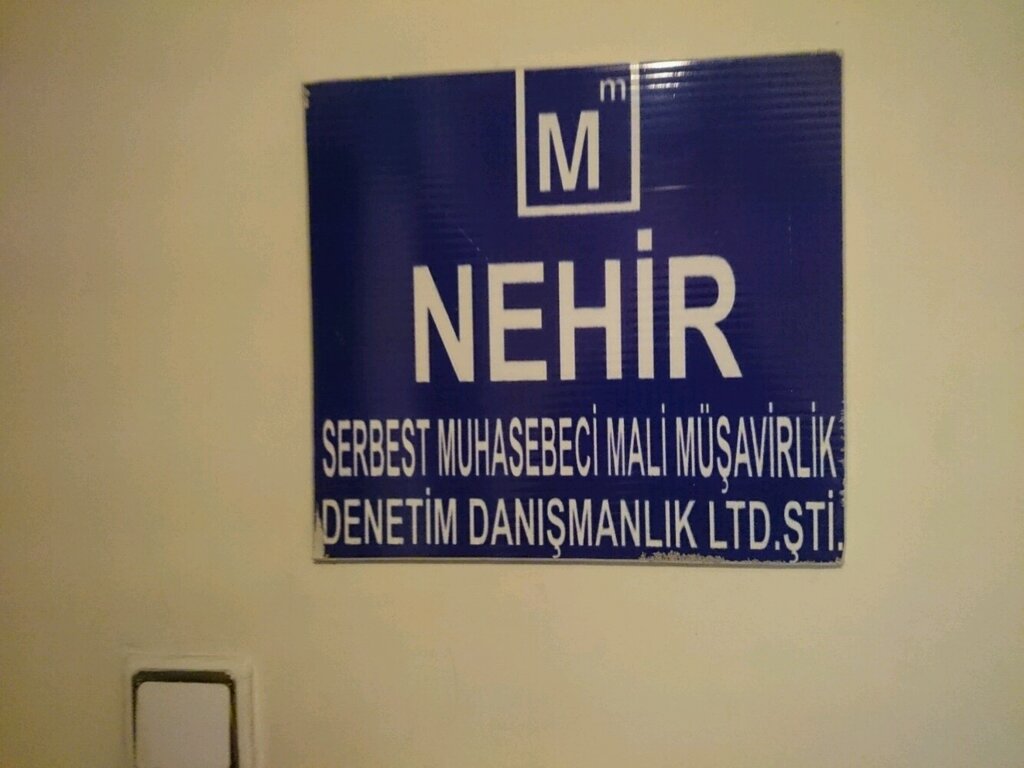 m
M
NEHİR
SERBEST MUHASEBECİ MALİ MÜŞAVİRLİK
DENETİM DANIŞMANLIK LTD.ŞTİ.